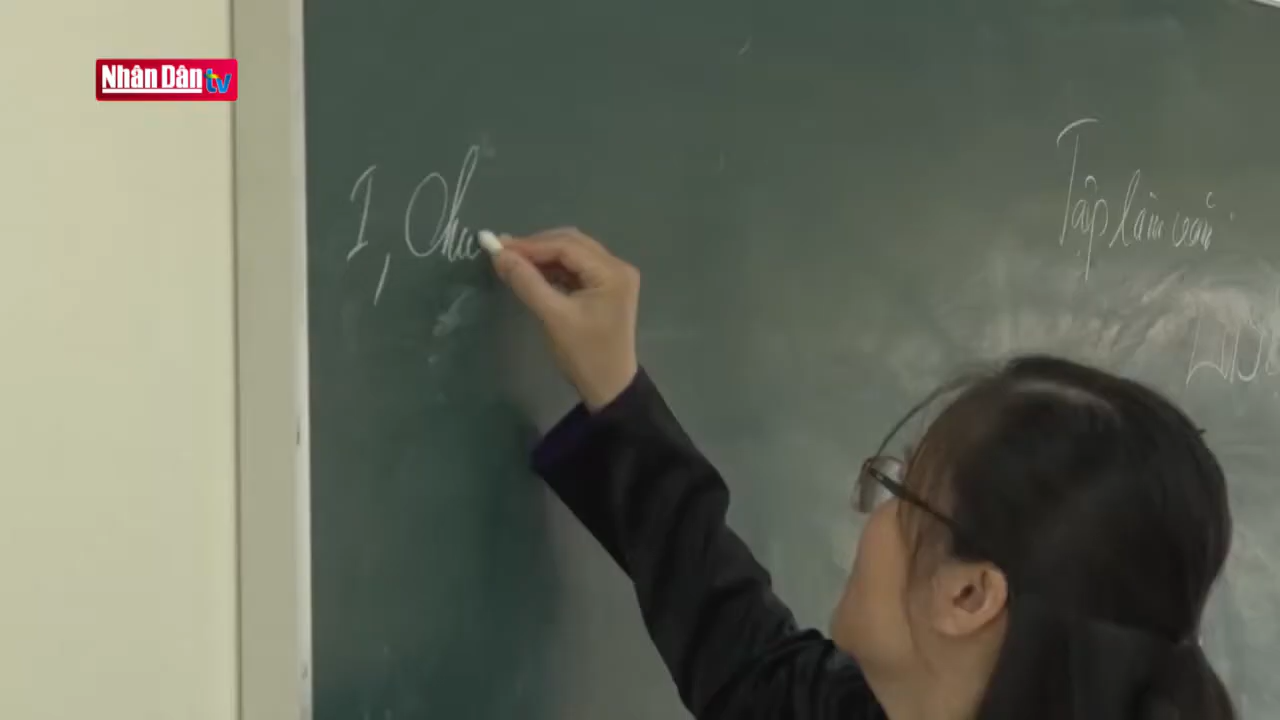 Nhân Dân tv
I, Chu
Tập làm văn